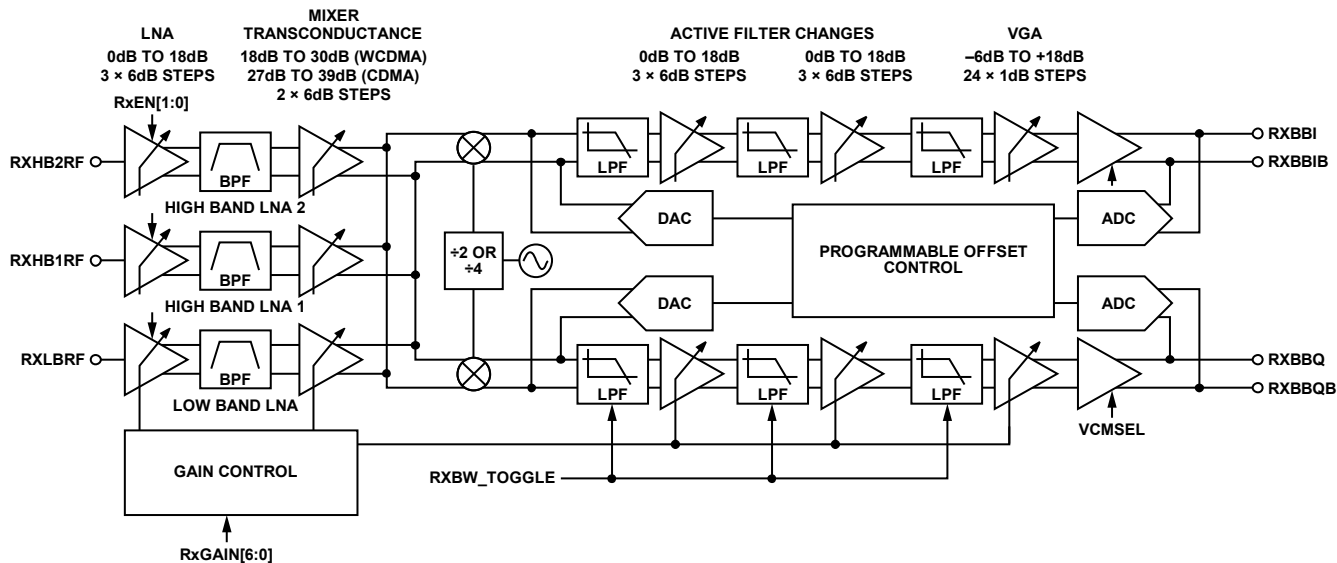 LNA
0dB TO 18dB
3 × 6dB STEPS
RxEN[1:0]
MIXER
TRANSCONDUCTANCE
18dB TO 30dB (WCDMA)
27dB TO 39dB (CDMA)
2 × 6dB STEPS
ACTIVE FILTER CHANGES
0dB TO 18dB
3 × 6dB STEPS
0dB TO 18dB
3 × 6dB STEPS
VGA
–6dB TO +18dB
24 × 1dB STEPS
RXHB2RF
BPF
HIGH BAND LNA 2
LPF
LPF
LPF
RXBBI
RXBBIB
DAC
ADC
RXHB1RF
BPF
HIGH BAND LNA 1
÷2 OR
÷4
PROGRAMMABLE OFFSET
CONTROL
DAC
ADC
RXLBRF
BPF
LOW BAND LNA
LPF
LPF
LPF
RXBBQ
RXBBQB
VCMSEL
GAIN CONTROL
RXBW_TOGGLE
RxGAIN[6:0]